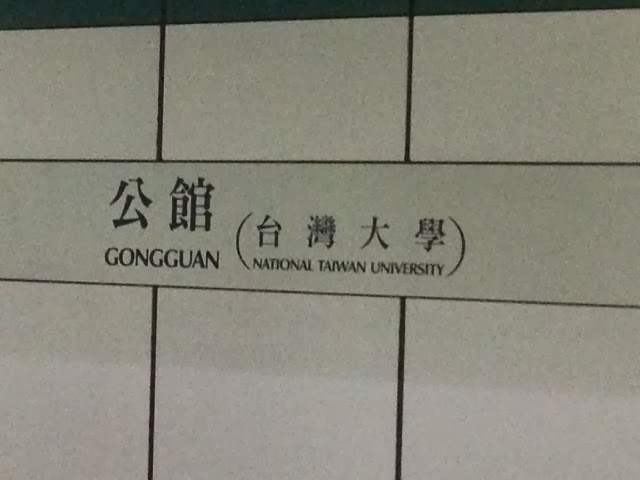 公館 (台灣大學)
GONGGUAN (NATIONAL TAIWAN UNIVERSITY)